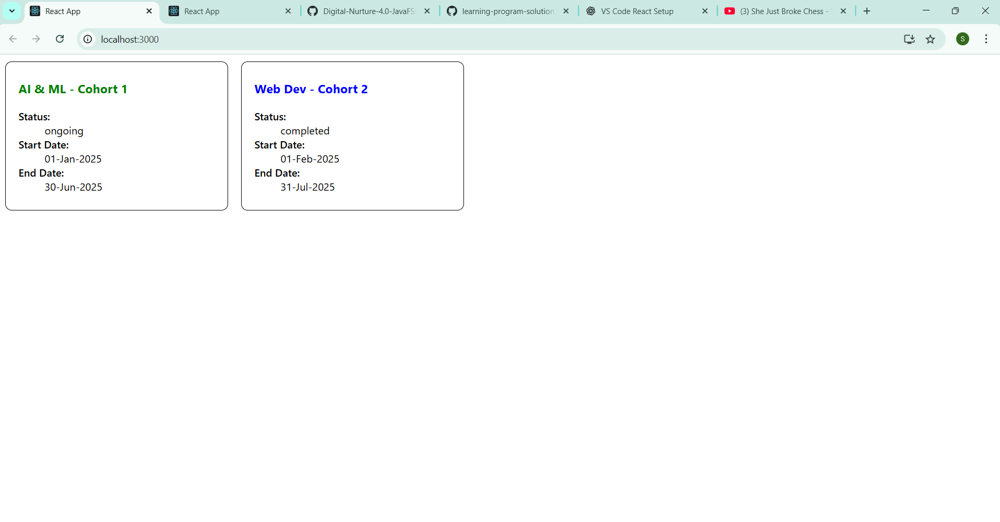 React App
React App
Digital-Nurture-4.0-JavaFS
learning-program-solution
VS Code React Setup
(3) She Just Broke Chess -
localhost:3000
S
AI & ML - Cohort 1
Status:
ongoing
Start Date:
01-Jan-2025
End Date:
30-Jun-2025
Web Dev - Cohort 2
Status:
completed
Start Date:
01-Feb-2025
End Date:
31-Jul-2025